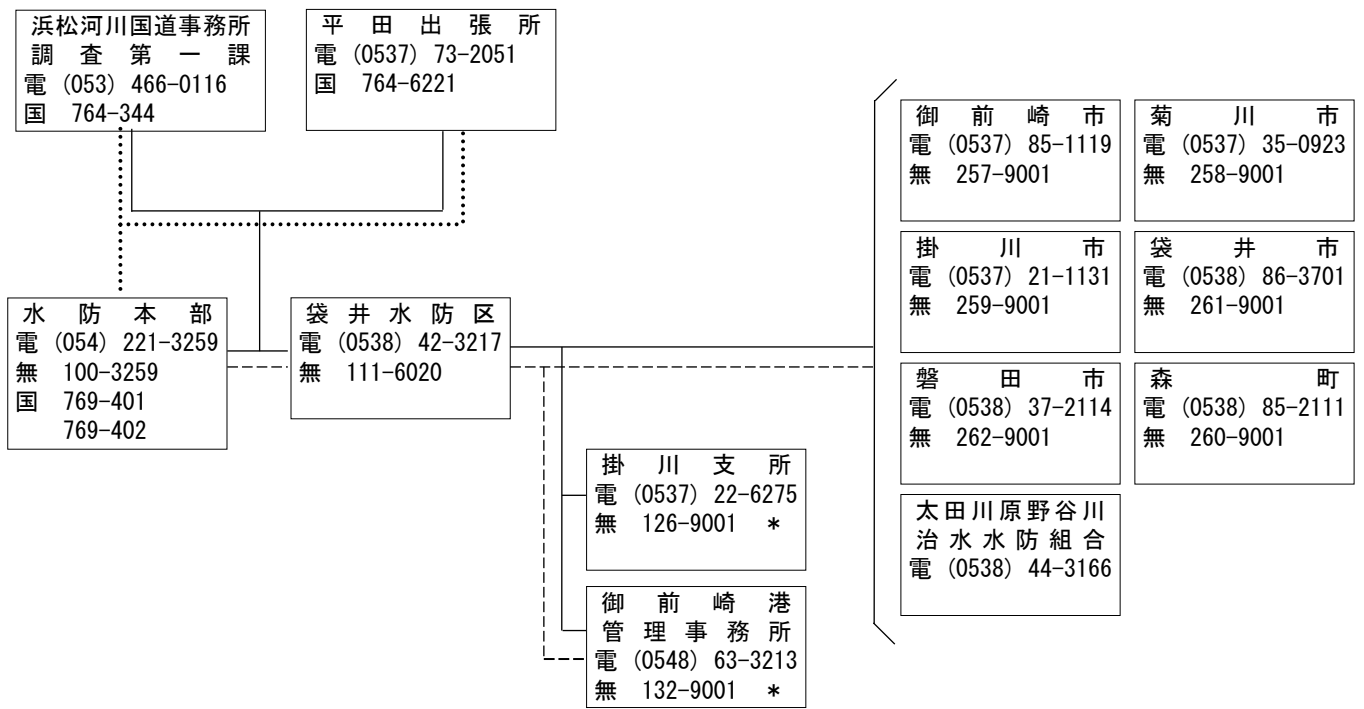 浜松河川国道事務所
調査第一課
電 (053) 466-0116
国 764-344
平田出張所
電 (0537) 73-2051
国 764-6221
水防本部
電 (054) 221-3259
無 100-3259
国 769-401
769-402
袋井水防区
電 (0538) 42-3217
無 111-6020
掛川支所
電 (0537) 22-6275
無 126-9001 *
御前崎港
管理事務所
電 (0548) 63-3213
無 132-9001 *
御前崎市
電 (0537) 85-1119
無 257-9001
菊川市
電 (0537) 35-0923
無 258-9001
掛川市
電 (0537) 21-1131
無 259-9001
袋井市
電 (0538) 86-3701
無 261-9001
磐田市
電 (0538) 37-2114
無 262-9001
森町
電 (0538) 85-2111
無 260-9001
太田川原野谷川
治水水防組合
電 (0538) 44-3166